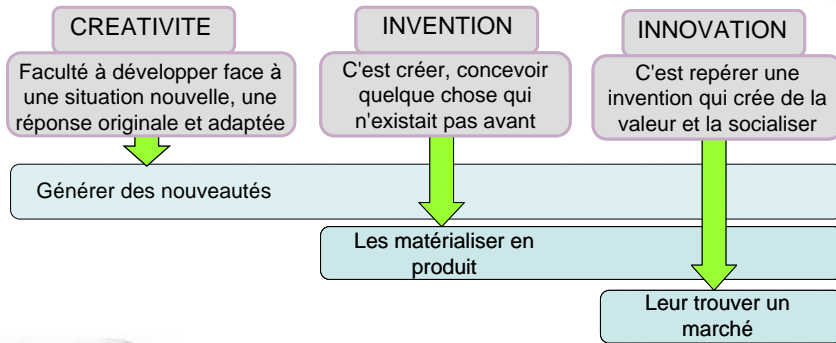 CREATIVITE
Faculté à développer face à
une situation nouvelle, une
réponse originale et adaptée
INVENTION
C'est créer, concevoir
quelque chose qui
n'existait pas avant
INNOVATION
C'est repérer une
invention qui crée de la
valeur et la socialiser
Générer des nouveautés
Les matérialiser en
produit
Leur trouver un
marché